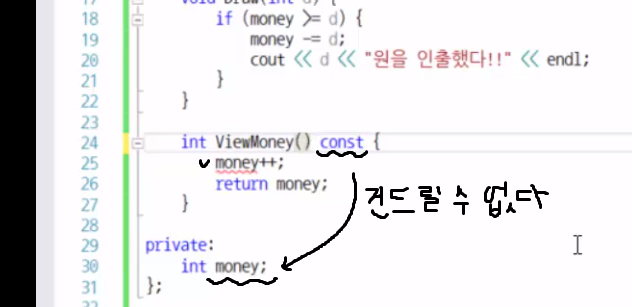 17 void Draw(int d) {
18 if (money >= d) {
19 money -= d;
20 cout << d << "원을 인출했다!!" << endl;
21 }
22 }
23
24 int ViewMoney() const {
25 money++;
26 return money;
27 }
건드릴 수 없다
28
29 private:
30 int money;
31 };